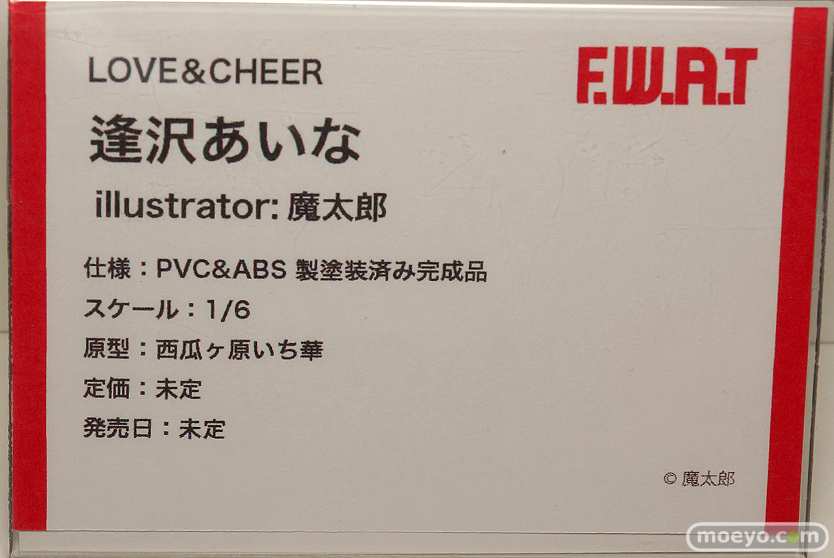 LOVE&CHEER
F.W.A.T
逢沢あいな
illustrator: 魔太郎
仕様：PVC&ABS 製塗装済み完成品
スケール：1/6
原型：西瓜ヶ原いち華
定価：未定
発売日：未定
© 魔太郎
moeyo.com